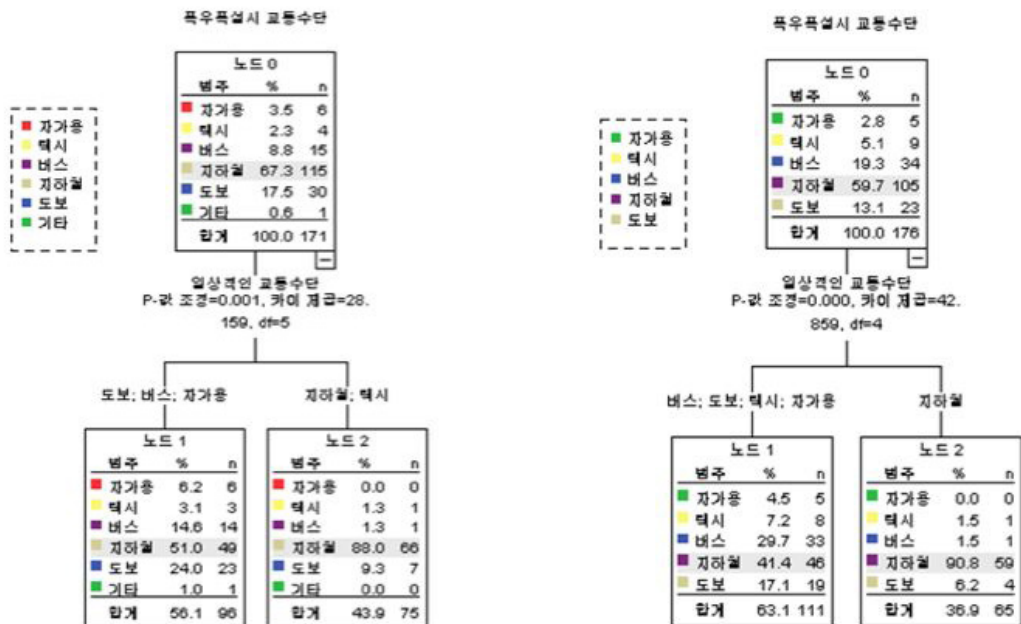 폭우폭설시 교통수단
노드 0
범주 % n
자가용 3.5 6
택시 2.3 4
버스 8.8 15
지하철 67.3 115
도보 17.5 30
기타 0.6 1
합계 100.0 171
자가용
택시
버스
지하철
도보
기타
일상적인 교통수단
P-값 조정=0.001, 카이 제곱=28.
159, df=5
도보; 버스; 자가용
지하철; 택시
노드 1
범주 % n
자가용 6.2 6
택시 3.1 3
버스 14.6 14
지하철 51.0 49
도보 24.0 23
기타 1.0 1
합계 56.1 96
노드 2
범주 % n
자가용 0.0 0
택시 1.3 1
버스 1.3 1
지하철 88.0 66
도보 9.3 7
기타 0.0 0
합계 43.9 75
폭우폭설시 교통수단
노드 0
범주 % n
자가용 2.8 5
택시 5.1 9
버스 19.3 34
지하철 59.7 105
도보 13.1 23
합계 100.0 176
자가용
택시
버스
지하철
도보
일상적인 교통수단
P-값 조정=0.000, 카이 제곱=42.
859, df=4
버스; 도보; 택시; 자가용
지하철
노드 1
범주 % n
자가용 4.5 5
택시 7.2 8
버스 29.7 33
지하철 41.4 46
도보 17.1 19
합계 63.1 111
노드 2
범주 % n
자가용 0.0 0
택시 1.5 1
버스 1.5 1
지하철 90.8 59
도보 6.2 4
합계 36.9 65